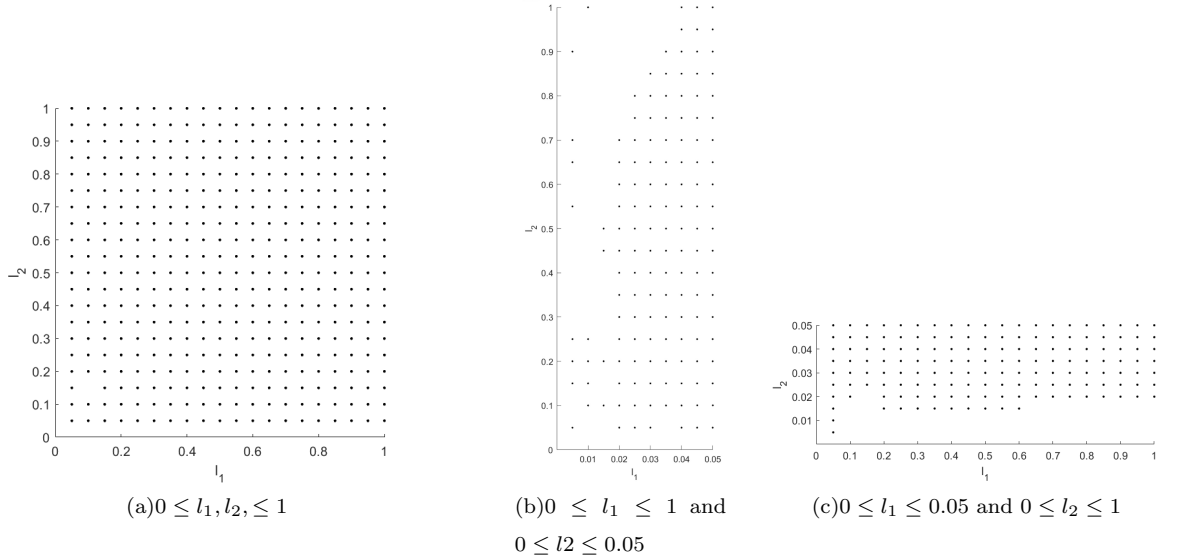 1
0.9
0.8
0.7
0.6
0.5
0.4
0.3
0.2
0.1
0
l2
0 0.2 0.4 0.6 0.8 1
l1
(a)0 ≤ l1, l2, ≤ 1
1
0.9
0.8
0.7
0.6
0.5
0.4
0.3
0.2
0.1
0
l2
0.01 0.02 0.03 0.04 0.05
l1
(b)0 ≤ l1 ≤ 1 and
0 ≤ l2 ≤ 0.05
0.05
0.04
0.03
0.02
0.01
l2
0 0.1 0.2 0.3 0.4 0.5 0.6 0.7 0.8 0.9 1
l1
(c)0 ≤ l1 ≤ 0.05 and 0 ≤ l2 ≤ 1